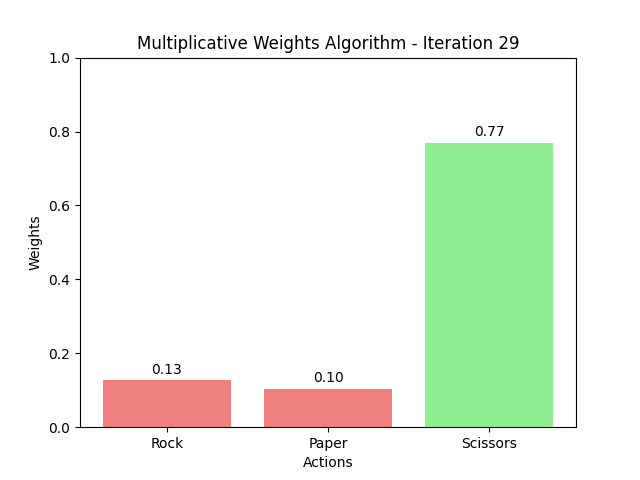 Multiplicative Weights Algorithm - Iteration 29
1.0
0.8
0.6
0.4
0.2
0.0
Weights
0.13
0.10
0.77
Rock Paper Scissors
Actions